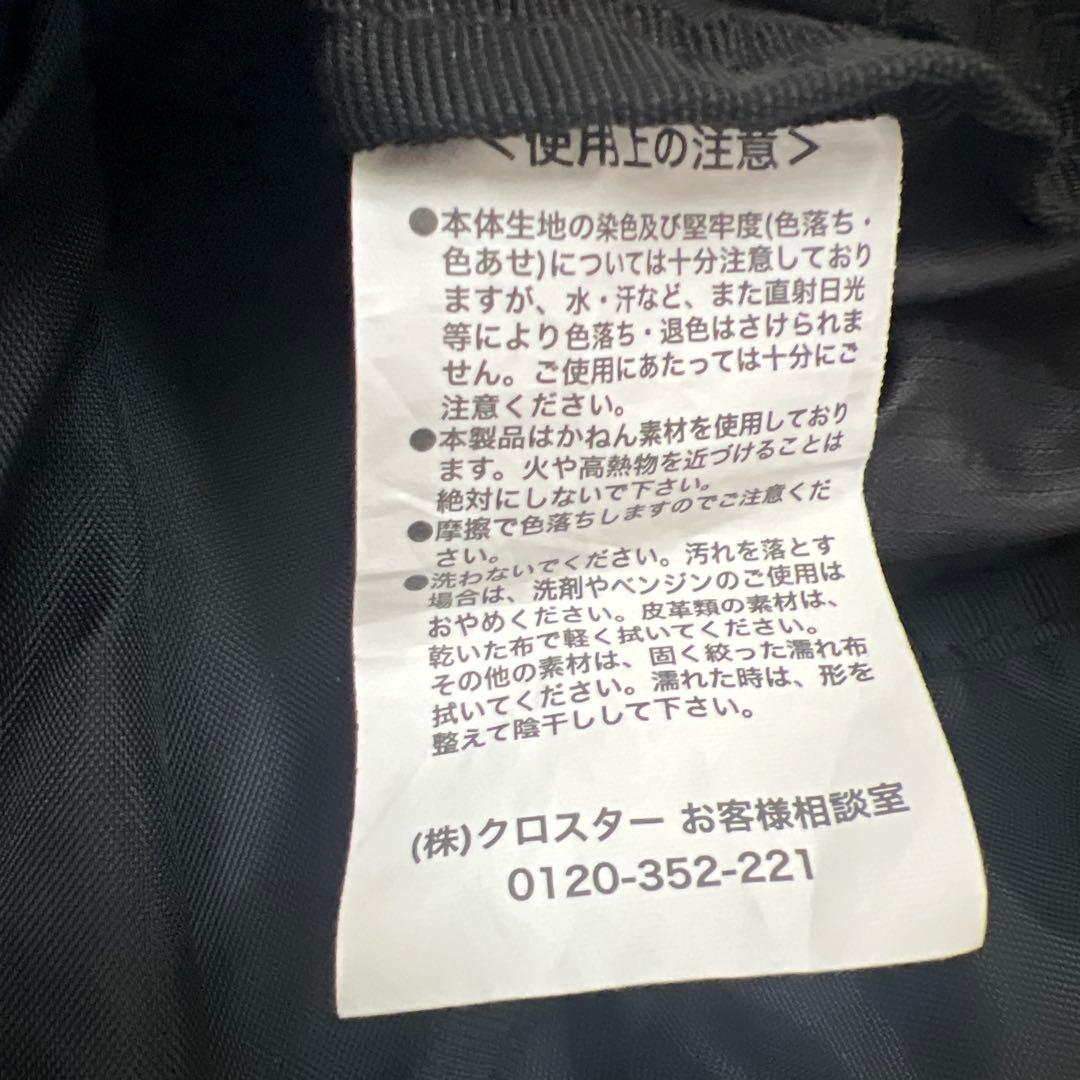 <使用上の注意>
●本体生地の染色及び堅牢度(色落ち・
色あせ)については十分注意しており
ますが、水・汗など、また直射日光
等により色落ち・退色はさけられま
せん。ご使用にあたっては十分にご
注意ください。
●本製品はかねん素材を使用しており
ます。火や高熱物を近づけることは
絶対にしないで下さい。
●摩擦で色落ちしますのでご注意くだ
さい。
●洗わないでください。汚れを落とす
場合は、洗剤やベンジンのご使用は
おやめください。皮革類の素材は、
乾いた布で軽く拭いてください。
その他の素材は、固く絞った濡れ布
拭いてください。濡れた時は、形を
整えて陰干しして下さい。
(株)クロスター お客様相談室
0120-352-221